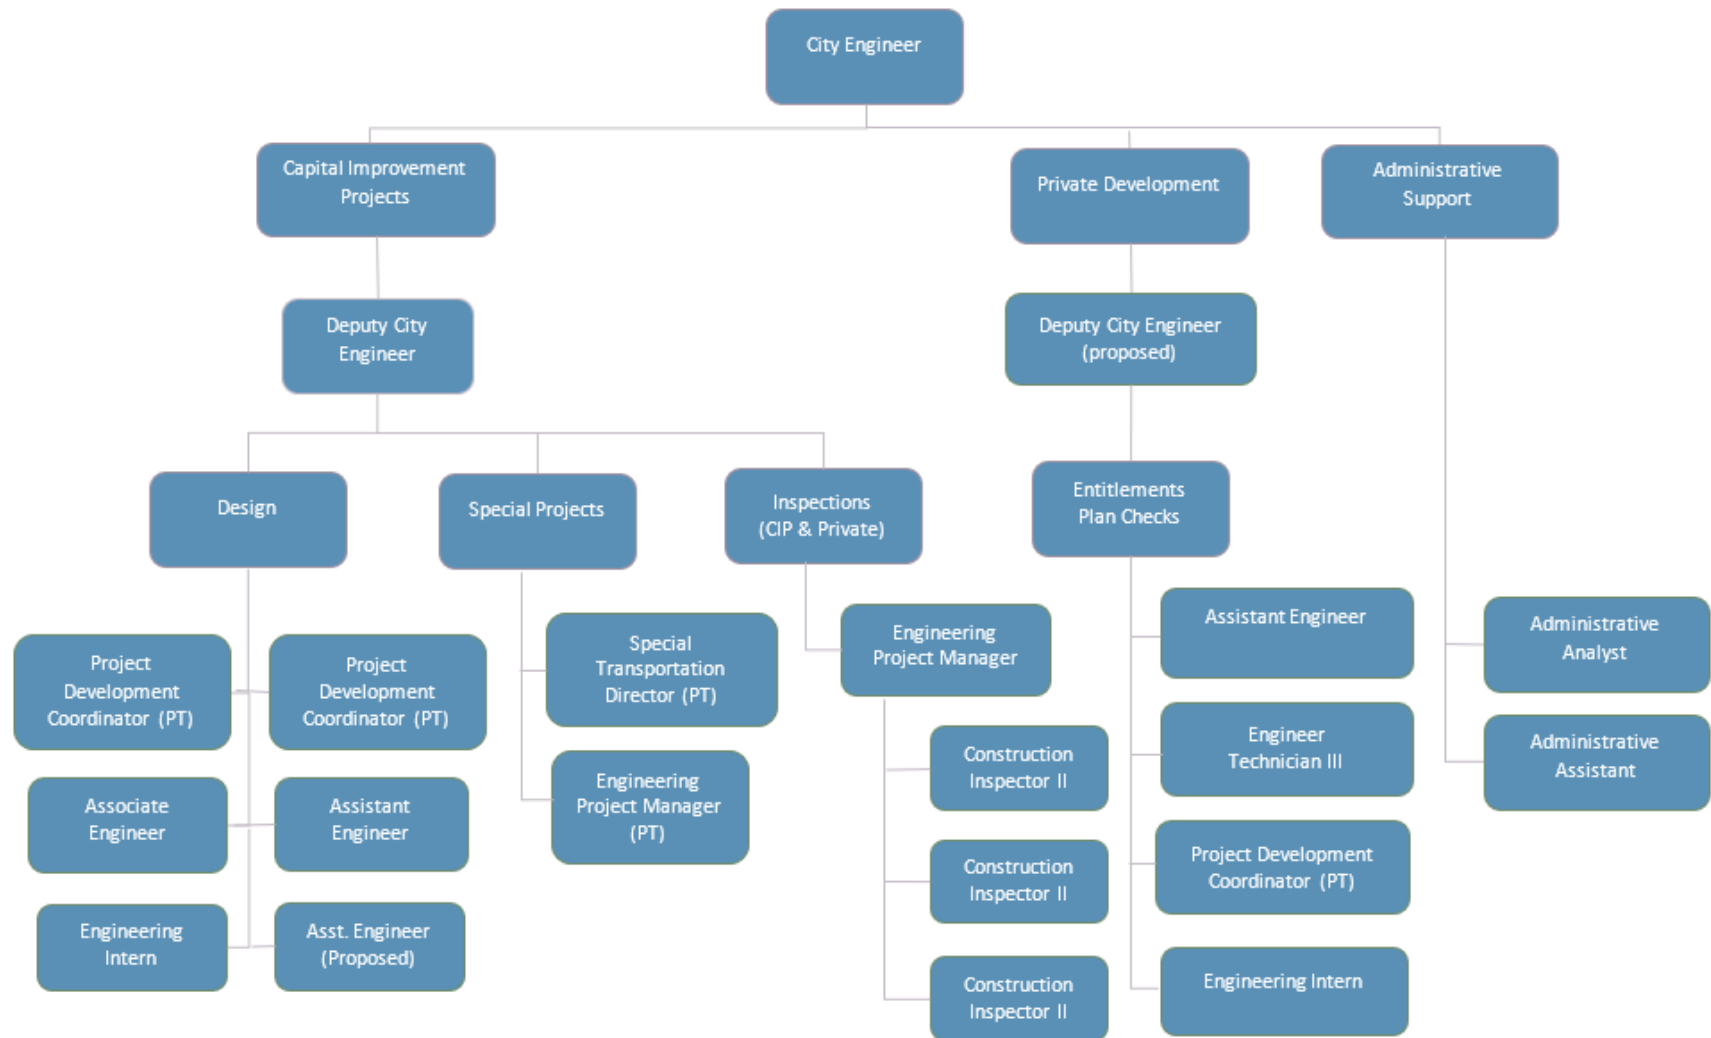 City Engineer
Capital Improvement
Projects
Private Development
Administrative
Support
Deputy City
Engineer
Deputy City Engineer
(proposed)
Design
Special Projects
Inspections
(CIP & Private)
Entitlements
Plan Checks
Project
Development
Coordinator (PT)
Project
Development
Coordinator (PT)
Associate
Engineer
Assistant
Engineer
Engineering
Intern
Asst. Engineer
(Proposed)
Special
Transportation
Director (PT)
Engineering
Project Manager
(PT)
Engineering
Project Manager
Construction
Inspector II
Construction
Inspector II
Construction
Inspector II
Assistant Engineer
Engineer
Technician III
Project Development
Coordinator (PT)
Engineering Intern
Administrative
Analyst
Administrative
Assistant